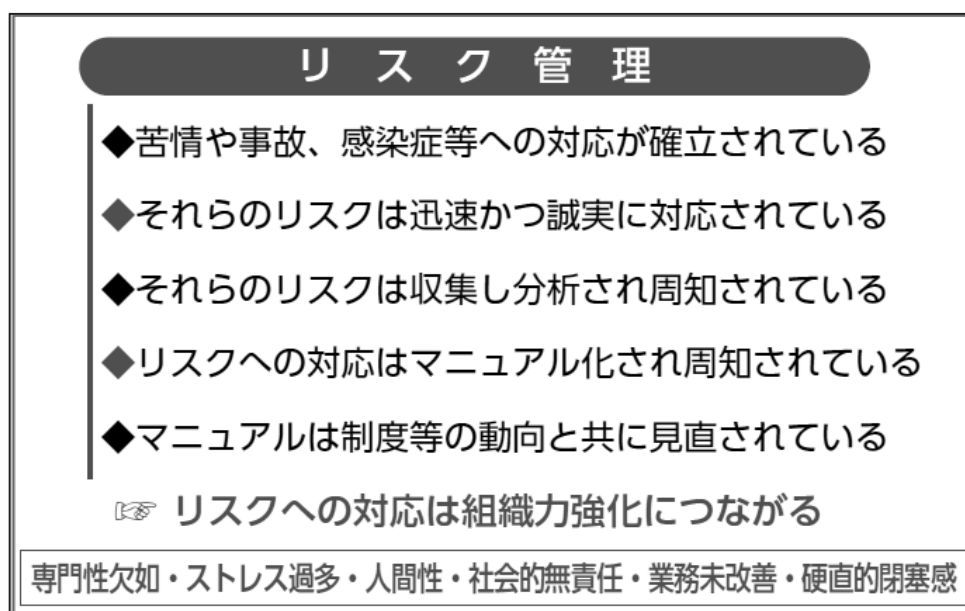 リスク管理
◆苦情や事故、感染症等への対応が確立されている
◆それらのリスクは迅速かつ誠実に対応されている
◆それらのリスクは収集し分析され周知されている
◆リスクへの対応はマニュアル化され周知されている
◆マニュアルは制度等の動向と共に見直されている
☞ リスクへの対応は組織力強化につながる
専門性欠如・ストレス過多・人間性・社会的無責任・業務未改善・硬直的閉塞感